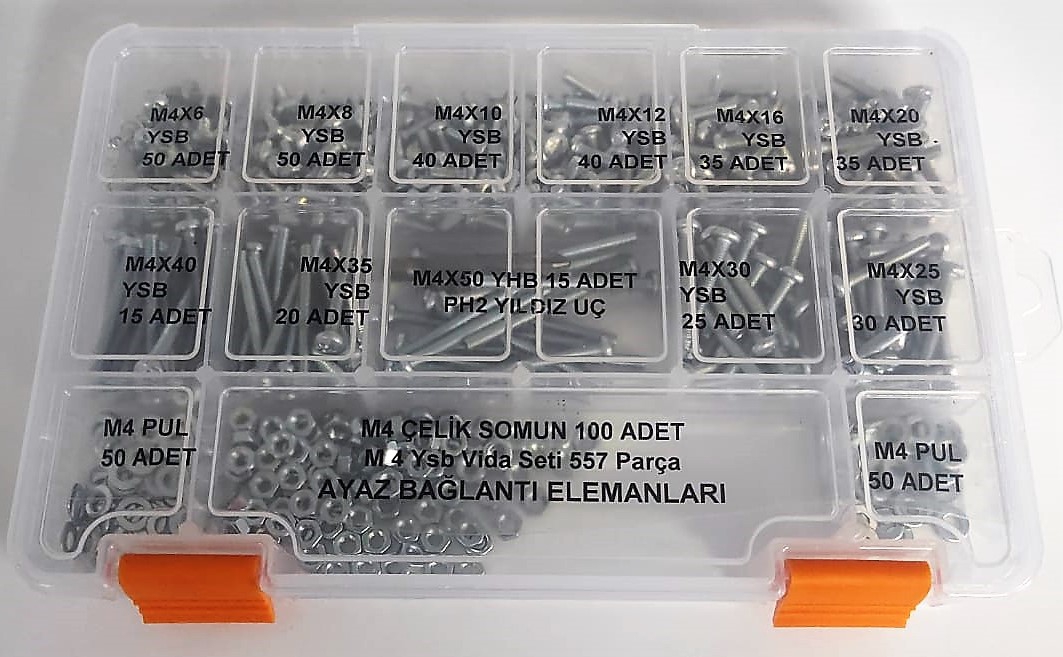 M4X6
YSB
50 ADET
M4X8
YSB
50 ADET
M4X10
YSB
40 ADET
M4X12
YSB
40 ADET
M4X16
YSB
35 ADET
M4X20
YSB
35 ADET
M4X40
YSB
15 ADET
M4X35
YSB
20 ADET
M4X50 YHB 15 ADET
PH2 YILDIZ UÇ
M4X30
YSB
25 ADET
M4X25
YSB
30 ADET
M4 PUL
50 ADET
M4 ÇELİK SOMUN 100 ADET
M 4 Ysb Vida Seti 557 Parça
AYAZ BAĞLANTI ELEMANLARI
M4 PUL
50 ADET